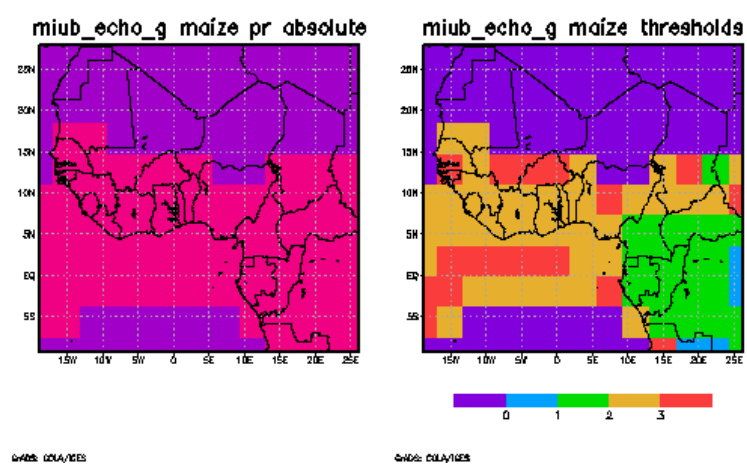 miub_echo_g maize pr absolute
miub_echo_g maize thresholds
25N
20N
15N
10N
5N
EQ
5S
15W 10W 5W 0 5E 10E 15E 20E 25E
25N
20N
15N
10N
5N
EQ
5S
15W 10W 5W 0 5E 10E 15E 20E 25E
0 1 2 3
GrADS: COLA/IGES
GrADS: COLA/IGES